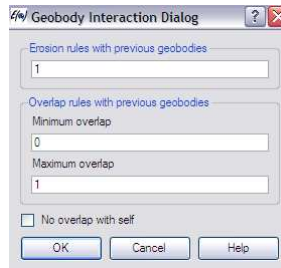 Geobody Interaction Dialog
Erosion rules with previous geobodies
1
Overlap rules with previous geobodies
Minimum overlap
0
Maximum overlap
1
No overlap with self
OK Cancel Help